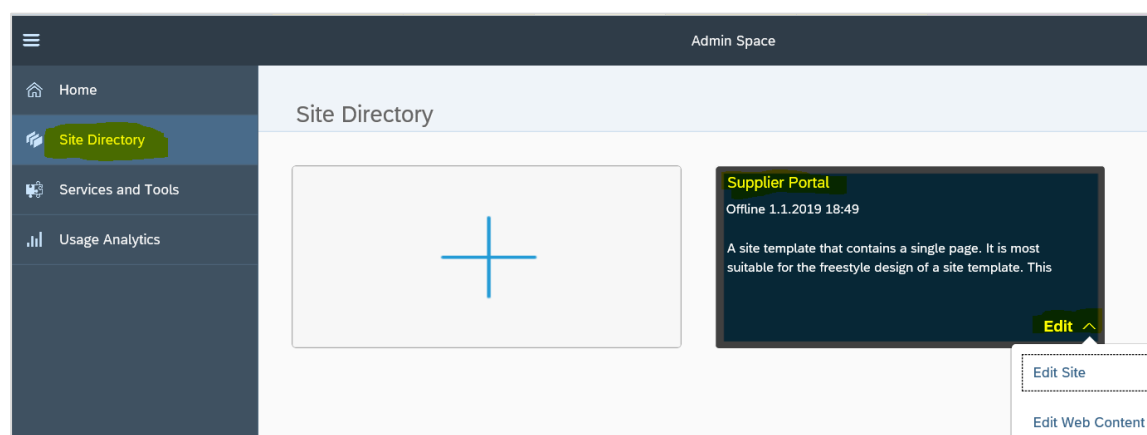 Admin Space
Home
Site Directory
Services and Tools
Usage Analytics
Site Directory
Supplier Portal
Offline 1.1.2019 18:49
A site template that contains a single page. It is most
suitable for the freestyle design of a site template. This
Edit
Edit Site
Edit Web Content